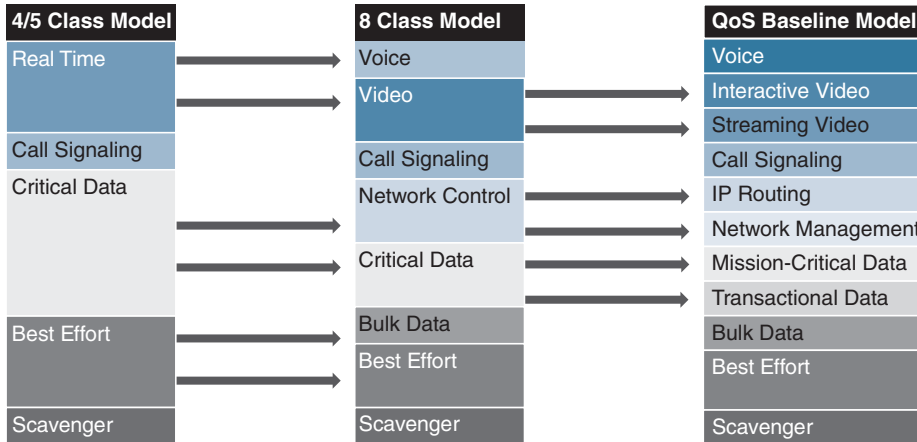 4/5 Class Model
Real Time
Call Signaling
Critical Data
Best Effort
Scavenger
8 Class Model
Voice
Video
Call Signaling
Network Control
Critical Data
Bulk Data
Best Effort
Scavenger
QoS Baseline Model
Voice
Interactive Video
Streaming Video
Call Signaling
IP Routing
Network Management
Mission-Critical Data
Transactional Data
Bulk Data
Best Effort
Scavenger